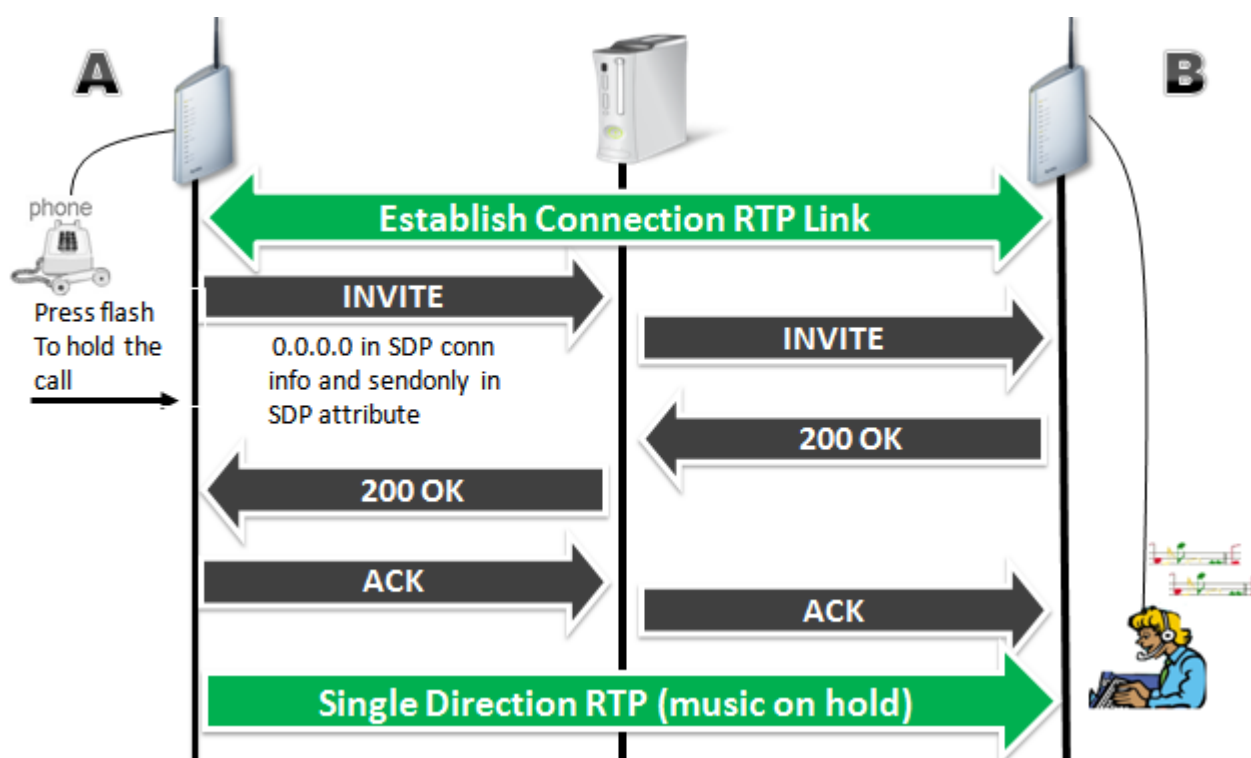 A
B
phone
Establish Connection RTP Link
Press flash
To hold the
call
INVITE
0.0.0.0 in SDP conn
info and sendonly in
SDP attribute
INVITE
200 OK
200 OK
ACK
ACK
Single Direction RTP (music on hold)